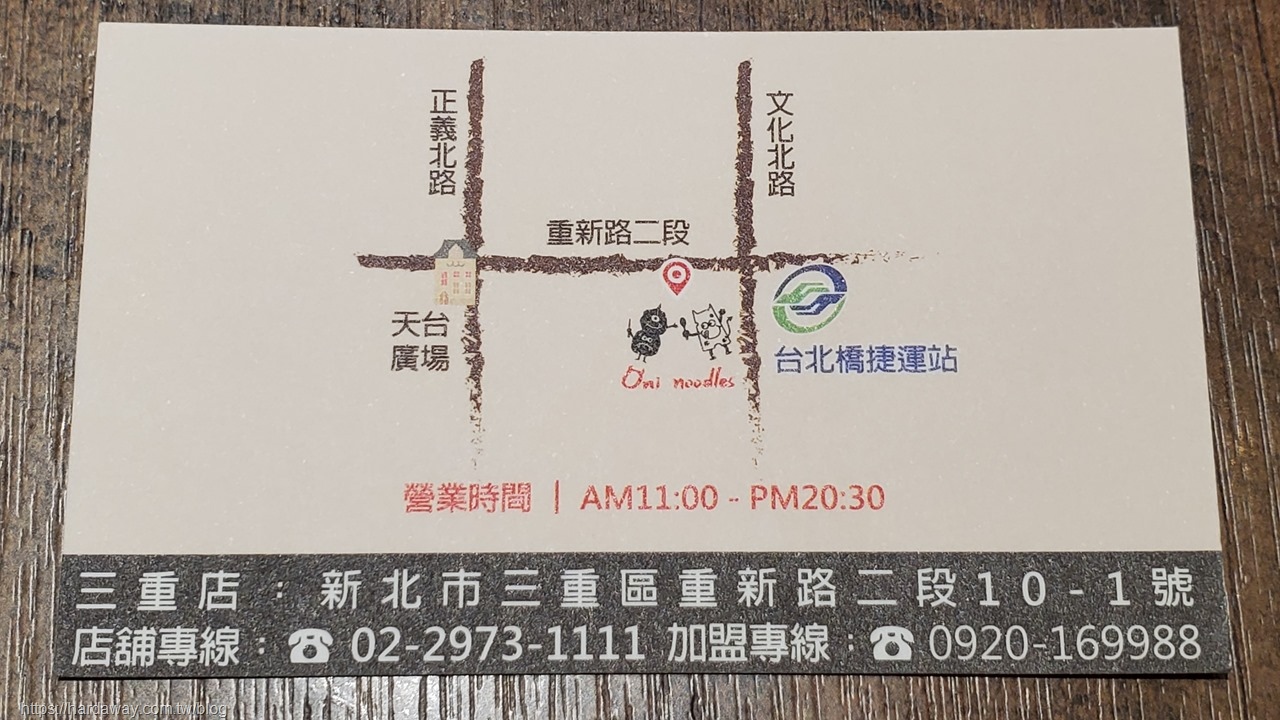 正義北路
文化北路
重新路二段
天台
廣場
Oni noodles
台北橋捷運站
營業時間 | AM11:00 - PM20:30
三重店：新北市三重區重新路二段10-1號
店舖專線：☎ 02-2973-1111 加盟專線：☎ 0920-169988
https://hardaway.com.tw/blog